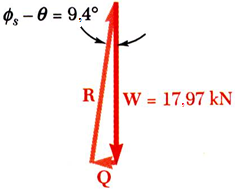 ϕₛ − θ = 9,4°
R
W = 17,97 kN
Q